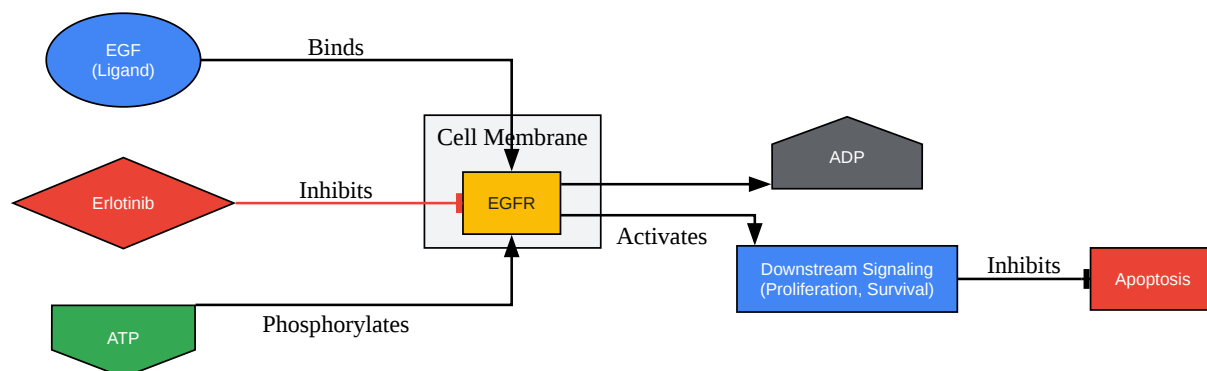 EGF
(Ligand)
Binds
Cell Membrane
ADP
Erlotinib
Inhibits
EGFR
Activates
Downstream Signaling
(Proliferation, Survival)
Inhibits
Apoptosis
ATP
Phosphorylates